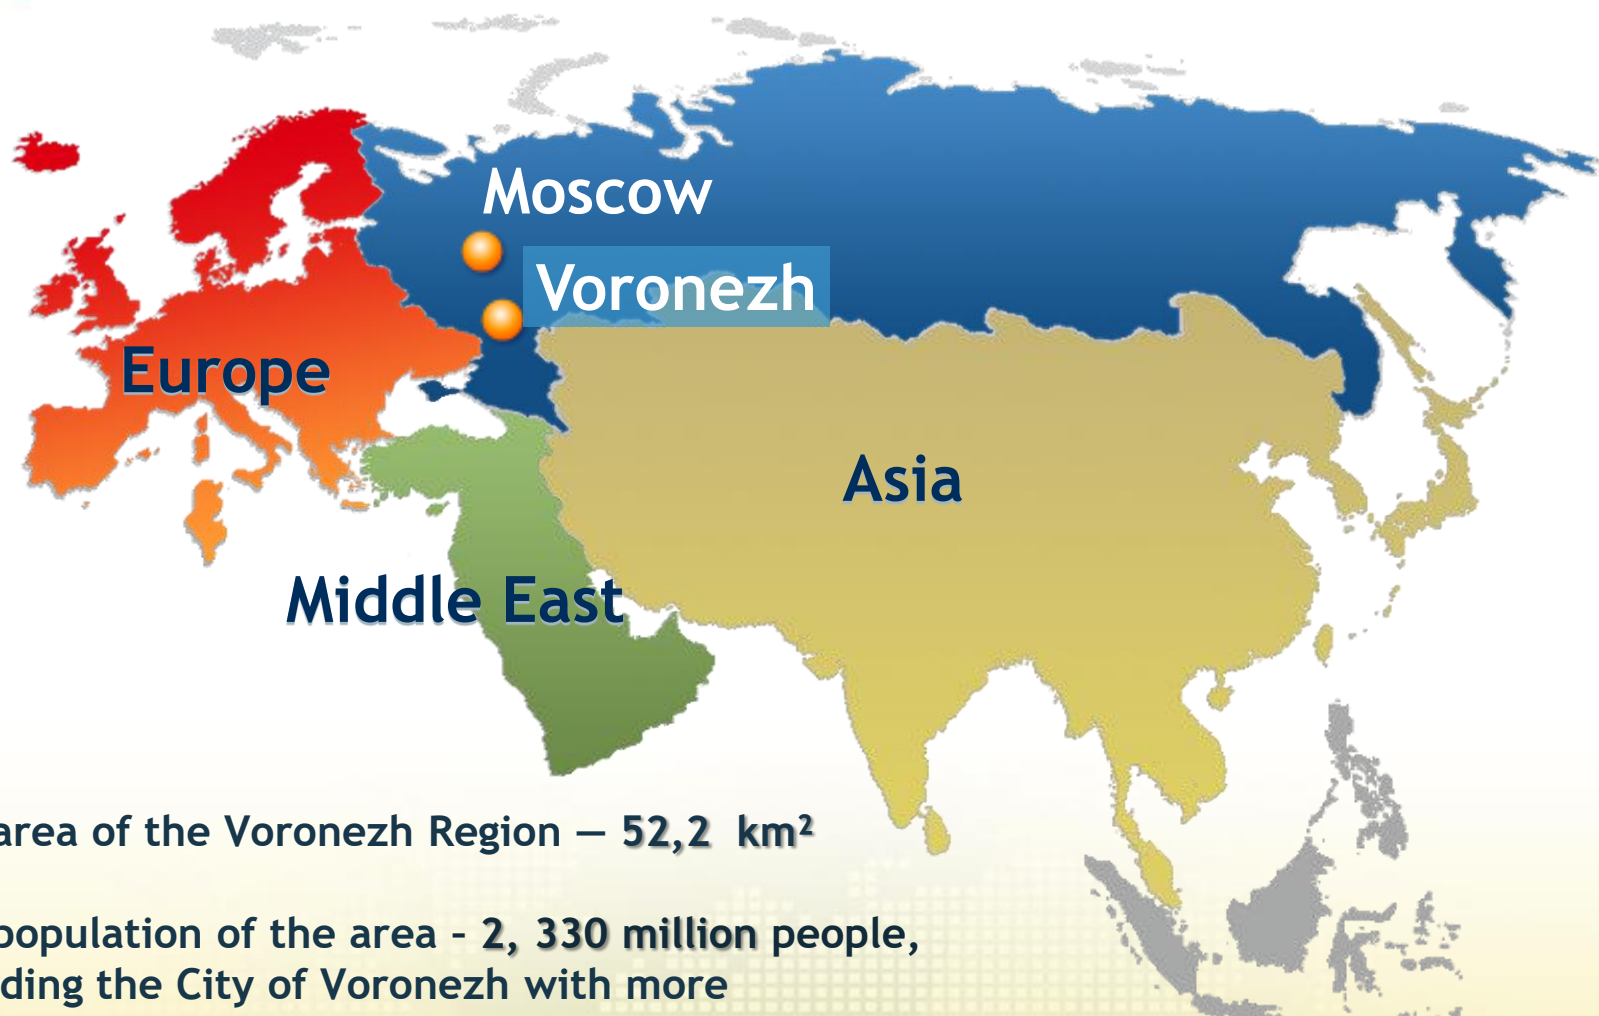 Moscow
Voronezh
Europe
Asia
Middle East
area of the Voronezh Region — 52,2 km²
population of the area – 2, 330 million people,
ding the City of Voronezh with more